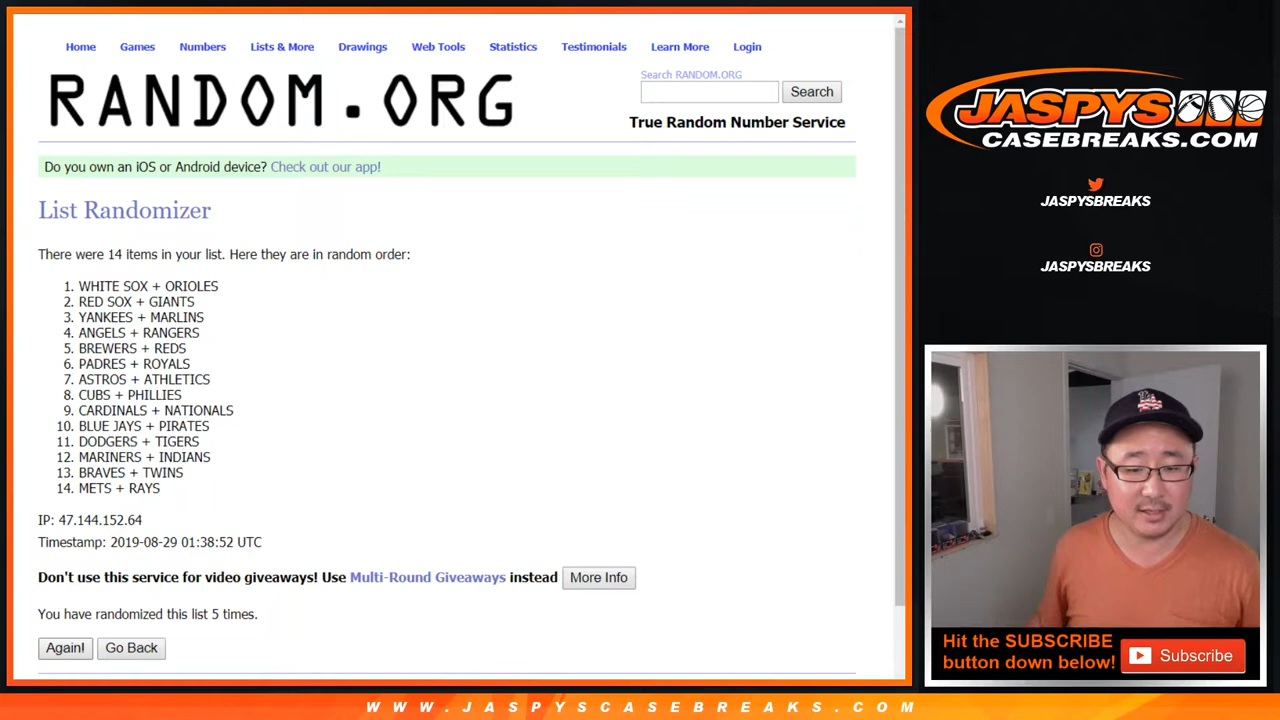 Home Games Numbers Lists & More Drawings Web Tools Statistics Testimonials Learn More Login
RANDOM.ORG
Search RANDOM.ORG
Search
True Random Number Service
Do you own an iOS or Android device? Check out our app!
List Randomizer
There were 14 items in your list. Here they are in random order:
1. WHITE SOX + ORIOLES
2. RED SOX + GIANTS
3. YANKEES + MARLINS
4. ANGELS + RANGERS
5. BREWERS + REDS
6. PADRES + ROYALS
7. ASTROS + ATHLETICS
8. CUBS + PHILLIES
9. CARDINALS + NATIONALS
10. BLUE JAYS + PIRATES
11. DODGERS + TIGERS
12. MARINERS + INDIANS
13. BRAVES + TWINS
14. METS + RAYS
IP: 47.144.152.64
Timestamp: 2019-08-29 01:38:52 UTC
Don't use this service for video giveaways! Use Multi-Round Giveaways instead More Info
You have randomized this list 5 times.
Again! Go Back
JASPYS
CASEBREAKS.COM
JASPYSBREAKS
JASPYSBREAKS
Hit the SUBSCRIBE
button down below!
Subscribe
WWW.JASPYSCASEBREAKS.COM